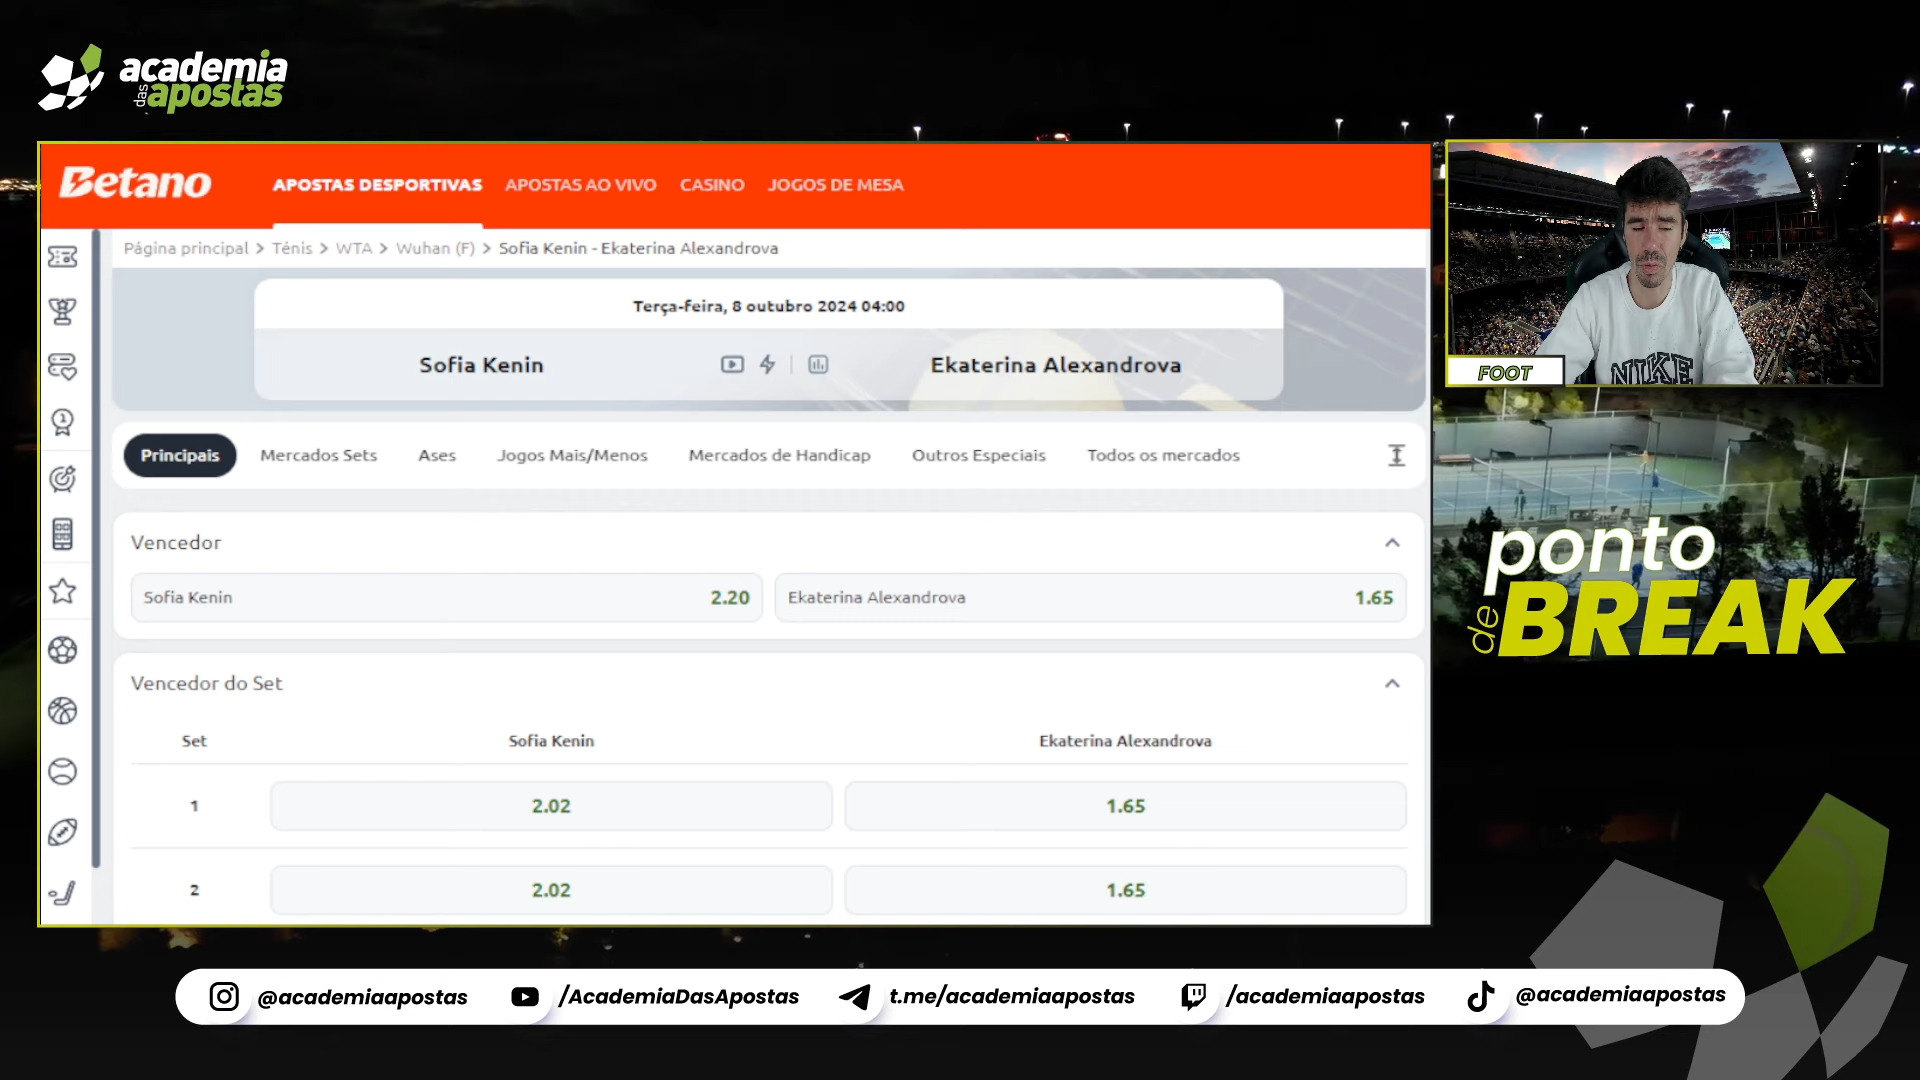 academia
das apostas
Betano
APOSTAS DESPORTIVAS APOSTAS AO VIVO CASINO JOGOS DE MESA
Página principal > Ténis > WTA > Wuhan (F) > Sofia Kenin - Ekaterina Alexandrova
Terça-feira, 8 outubro 2024 04:00
Sofia Kenin Ekaterina Alexandrova
Principais Mercados Sets Ases Jogos Mais/Menos Mercados de Handicap Outros Especiais Todos os mercados
Vencedor
Sofia Kenin 2.20 Ekaterina Alexandrova 1.65
Vencedor do Set
Set Sofia Kenin Ekaterina Alexandrova
1 2.02 1.65
2 2.02 1.65
NIKE
FOOT
ponto
de BREAK
@academiaapostas /AcademiaDasApostas t.me/academiaapostas /academiaapostas @academiaapostas